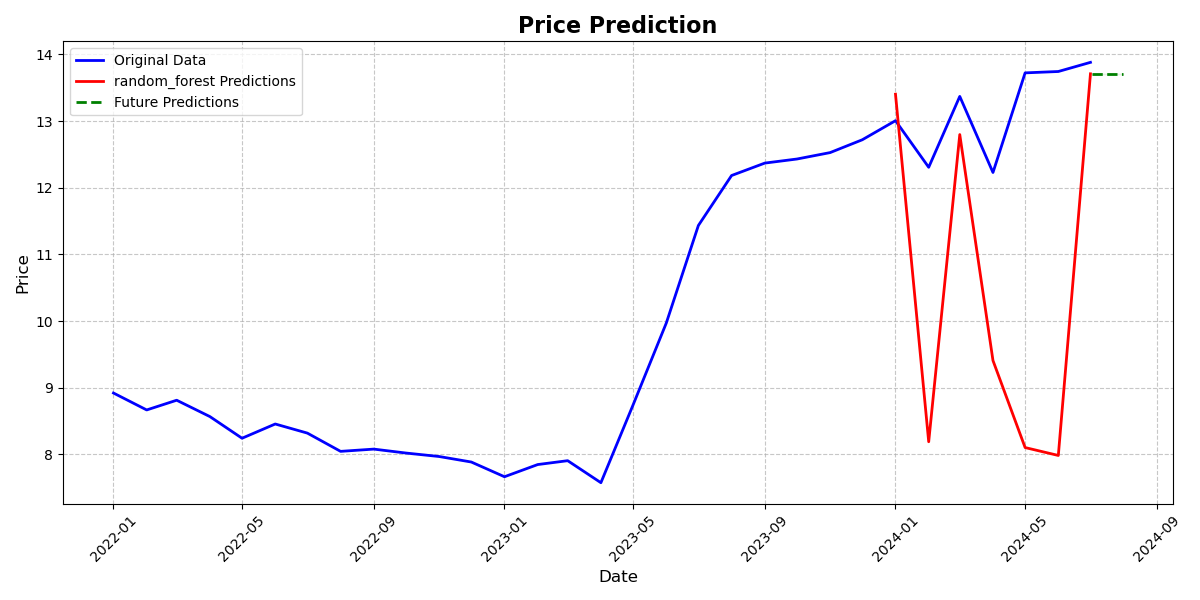 Price Prediction
Original Data
random_forest Predictions
Future Predictions
14
13
12
11
10
9
8
Price
2022-01
2022-05
2022-09
2023-01
2023-05
2023-09
2024-01
2024-05
2024-09
Date